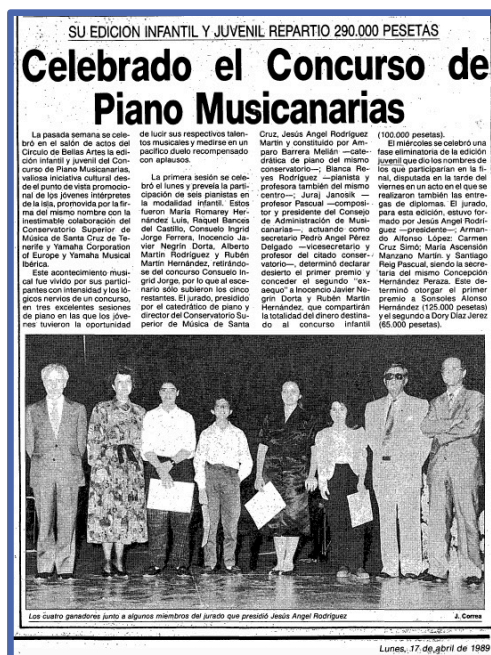 SU EDICION INFANTIL Y JUVENIL REPARTIO 290.000 PESETAS
Celebrado el Concurso de
Piano Musicanarias
La pasada semana se cele-
bró en el salón de actos del
Círculo de Bellas Artes la edi-
ción infantil y juvenil del Con-
curso de Piano Musicanarias,
valiosa iniciativa cultural des-
de el punto de vista promocio-
nal de los jóvenes intérpretes
de la isla, promovida por la fir-
ma del mismo nombre con la
inestimable colaboración del
Conservatorio Superior de
Música de Santa Cruz de Te-
nerife y Yamaha Corporation
of Europe y Yamaha Musical
Ibérica.
Este acontecimiento musi-
cal fue vivido por sus partici-
pantes con intensidad y los ló-
gicos nervios de un concurso,
en tres excelentes sesiones
de piano en las que los jóve-
nes tuvieron la oportunidad
de lucir sus respectivos talen-
tos musicales y medirse en un
pacífico duelo recompensado
con aplausos.
La primera sesión se cele-
bró el lunes y preveía la parti-
cipación de seis pianistas en
la modalidad infantil. Estos
fueron María Romarey Her-
nández Luis, Raquel Bances
del Castillo, Consuelo Ingrid
Jorge Ferrera, Inocencio Ja-
vier Negrín Dorta, Alberto
Martín Rodríguez y Rubén
Martín Hernández, retirándo-
se del concurso Consuelo In-
grid Jorge, por lo que al esce-
nario sólo subieron los cinco
restantes. El jurado, presidido
por el catedrático de piano y
director del Conservatorio Su-
perior de Música de Santa
Cruz, Jesús Angel Rodríguez
Martín y constituido por Am-
paro Barrera Melián —cate-
drática de piano del mismo
conservatorio—; Blanca Re-
yes Rodríguez —pianista y
profesora también del mismo
centro—; Juraj Janosik —
profesor Pascual —composi-
tor y presidente del Consejo
de Administración de Musi-
canarias—, actuando como
secretario Pedro Angel Pérez
Delgado —vicesecretario y
profesor del citado conser-
vatorio—, determinó declarar
desierto el primer premio y
conceder el segundo "ex-
aequo" a Inocencio Javier Ne-
grín Dorta y Rubén Martín
Hernández, que compartirán
la totalidad del dinero destina-
do al concurso infantil
(100.000 pesetas).
El miércoles se celebró una
fase eliminatoria de la edición
juvenil que dio los nombres de
los que participarían en la fi-
nal, disputada en la tarde del
viernes en un acto en el que se
realizaron también las entre-
gas de diplomas. El jurado,
para esta edición, estuvo for-
mado por Jesús Angel Rodrí-
guez —presidente—; Arman-
do Alfonso López; Carmen
Cruz Simó; María Ascensión
Manzano Martín, y Santiago
Reig Pascual, siendo la secre-
taria del mismo Concepción
Hernández Peraza. Este de-
terminó otorgar el primer
premio a Sonsoles Alonso
Hernández (125.000 pesetas)
y el segundo a Dory Díaz Jerez
(65.000 pesetas).
Los cuatro ganadores junto a algunos miembros del jurado que presidió Jesús Angel Rodríguez
J. Correa
Lunes, 17 de abril de 1989